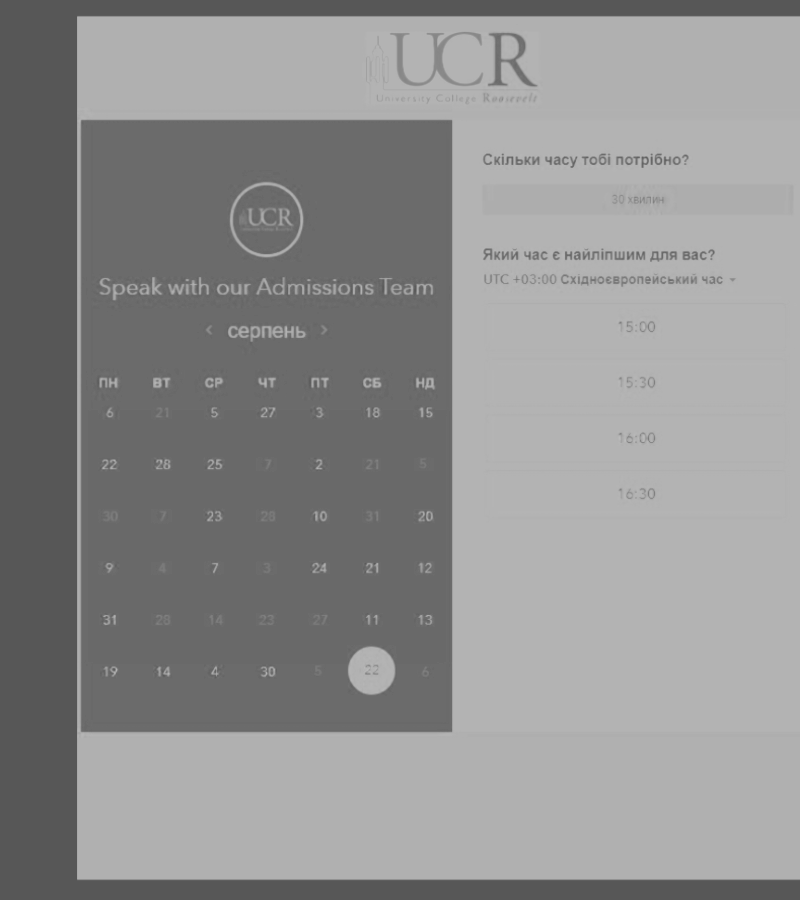 UCR
University College Roosevelt
UCR
Speak with our Admissions Team
< серпень >
ПН ВТ СР ЧТ ПТ СБ НД
6 21 5 27 3 18 15
22 28 25 7 2 21 5
30 7 23 28 10 31 20
9 4 7 3 24 21 12
31 28 14 23 27 11 13
19 14 4 30 5 22 6
Скільки часу тобі потрібно?
30 хвилин
Який час є найліпшим для вас?
UTC +03:00 Східноєвропейський час
15:00
15:30
16:00
16:30